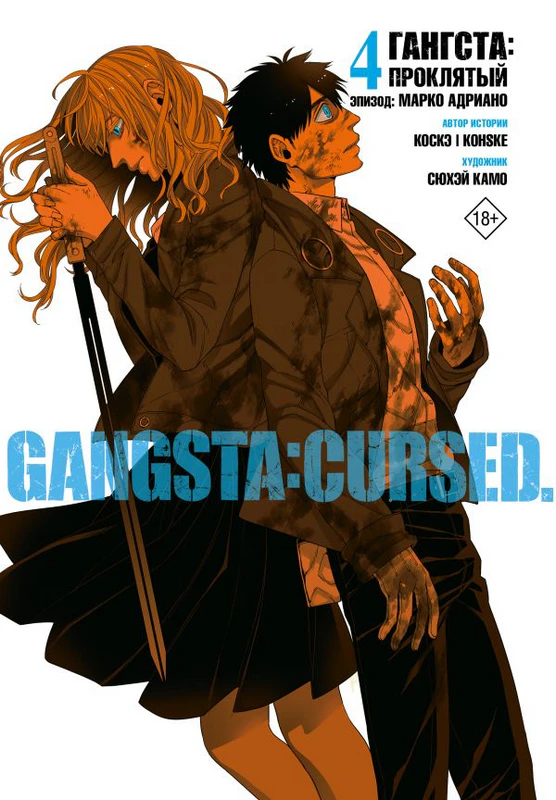 4
ГАНГСТА:
ПРОКЛЯТЫЙ
ЭПИЗОД: МАРКО АДРИАНО
АВТОР ИСТОРИИ
КОСКЭ | KOHSKE
ХУДОЖНИК
СЮХЭЙ КАМО
18+
GANGSTA:CURSED.